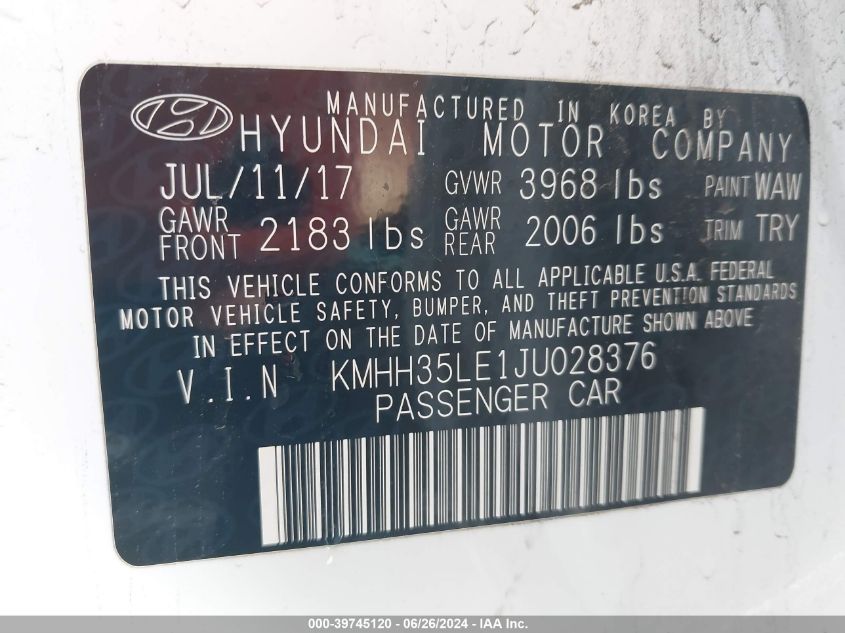 MANUFACTURED IN KOREA BY
HYUNDAI MOTOR COMPANY
JUL/11/17 GVWR 3968 lbs PAINT WAW
GAWR FRONT 2183 lbs GAWR REAR 2006 lbs TRIM TRY
THIS VEHICLE CONFORMS TO ALL APPLICABLE U.S.A. FEDERAL
MOTOR VEHICLE SAFETY, BUMPER, AND THEFT PREVENTION STANDARDS
IN EFFECT ON THE DATE OF MANUFACTURE SHOWN ABOVE
V.I.N KMHH35LE1JU028376
PASSENGER CAR
000-39745120 - 06/26/2024 - IAA Inc.